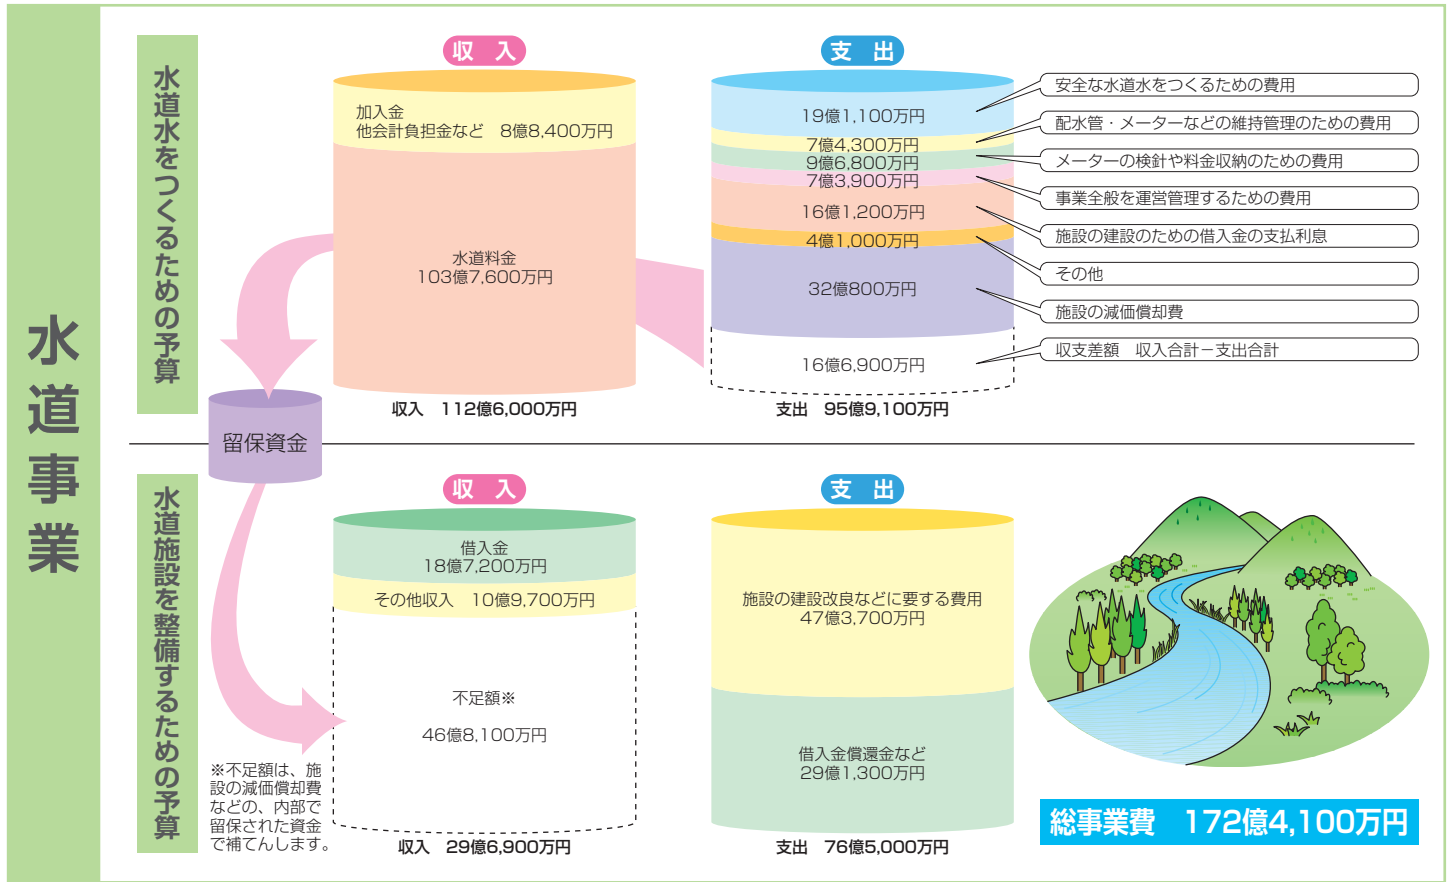 水道事業
水道水をつくるための予算
収 入
加入金
他会計負担金など 8億8,400万円
水道料金
103億7,600万円
収入 112億6,000万円
支 出
19億1,100万円
7億4,300万円
9億6,800万円
7億3,900万円
16億1,200万円
4億1,000万円
32億800万円
16億6,900万円
支出 95億9,100万円
安全な水道水をつくるための費用
配水管・メーターなどの維持管理のための費用
メーターの検針や料金収納のための費用
事業全般を運営管理するための費用
施設の建設のための借入金の支払利息
その他
施設の減価償却費
収支差額 収入合計－支出合計
留保資金
水道施設を整備するための予算
収 入
借入金
18億7,200万円
その他収入 10億9,700万円
不足額※
46億8,100万円
収入 29億6,900万円
※不足額は、施
設の減価償却費
などの、内部で
留保された資金
で補てんします。
支 出
施設の建設改良などに要する費用
47億3,700万円
借入金償還金など
29億1,300万円
支出 76億5,000万円
総事業費 172億4,100万円